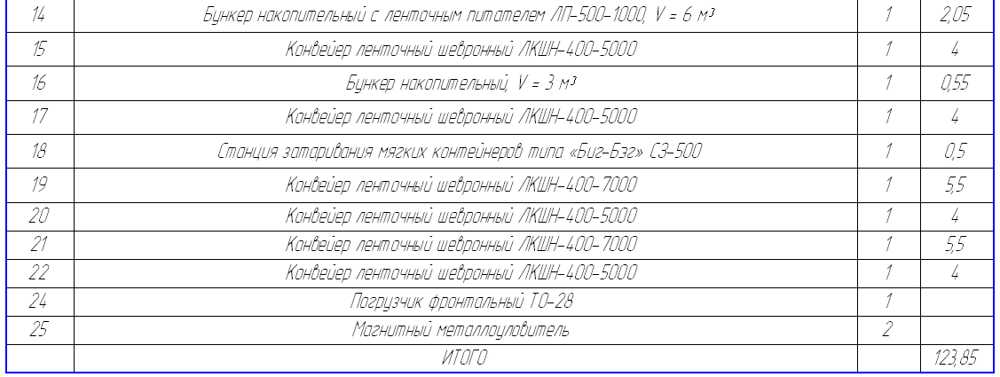 14 Бункер накопительный с ленточным питателем ЛП-500-1000, V = 6 м³ 1 2,05
15 Конвейер ленточный шевронный ЛКШН-400-5000 1 4
16 Бункер накопительный, V = 3 м³ 1 0,55
17 Конвейер ленточный шевронный ЛКШН-400-5000 1 4
18 Станция затаривания мягких контейнеров типа «Биг-Бэг» СЗ-500 1 0,5
19 Конвейер ленточный шевронный ЛКШН-400-7000 1 5,5
20 Конвейер ленточный шевронный ЛКШН-400-5000 1 4
21 Конвейер ленточный шевронный ЛКШН-400-7000 1 5,5
22 Конвейер ленточный шевронный ЛКШН-400-5000 1 4
24 Погрузчик фронтальный ТО-28 1
25 Магнитный металлоуловитель 2
ИТОГО 123,85